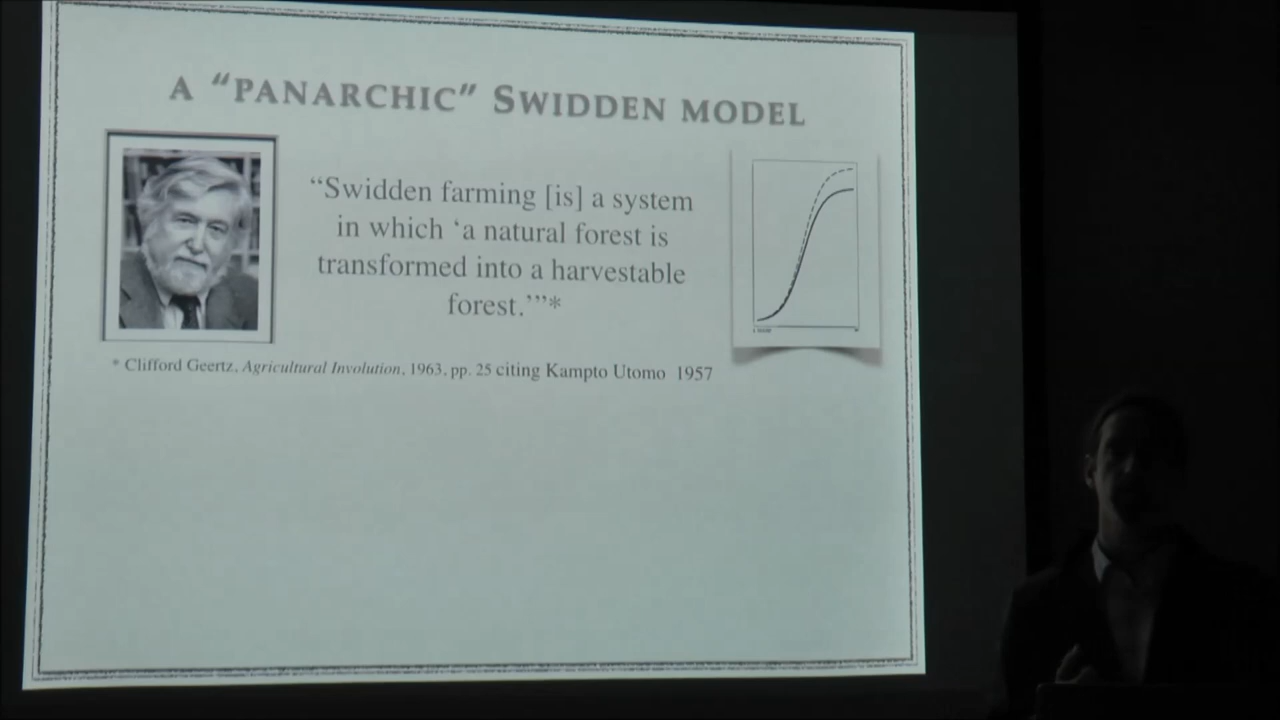 A “PANARCHIC” SWIDDEN MODEL
“Swidden farming [is] a system
in which ‘a natural forest is
transformed into a harvestable
forest.’”*
* Clifford Geertz, Agricultural Involution, 1963, pp. 25 citing Kampto Utomo 1957